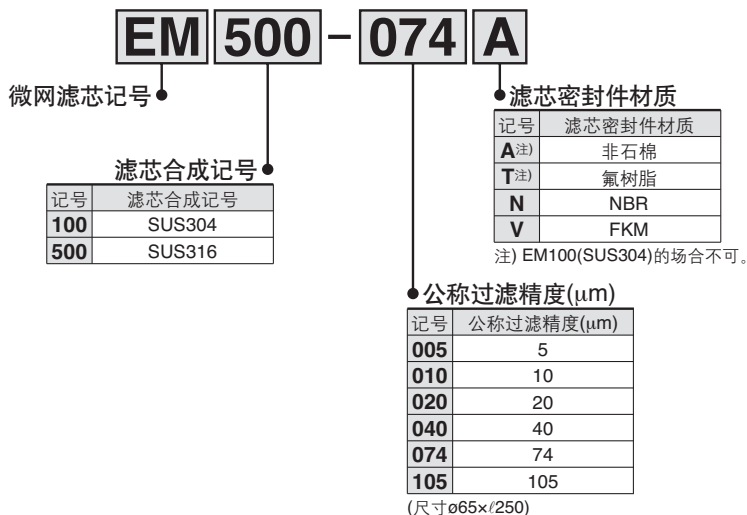 EM 500 - 074 A
微网滤芯记号
滤芯合成记号
记号 滤芯合成记号
100 SUS304
500 SUS316
滤芯密封件材质
记号 滤芯密封件材质
A注) 非石棉
T注) 氟树脂
N NBR
V FKM
注) EM100(SUS304)的场合不可。
公称过滤精度(μm)
记号 公称过滤精度(μm)
005 5
010 10
020 20
040 40
074 74
105 105
(尺寸ø65×ℓ250)